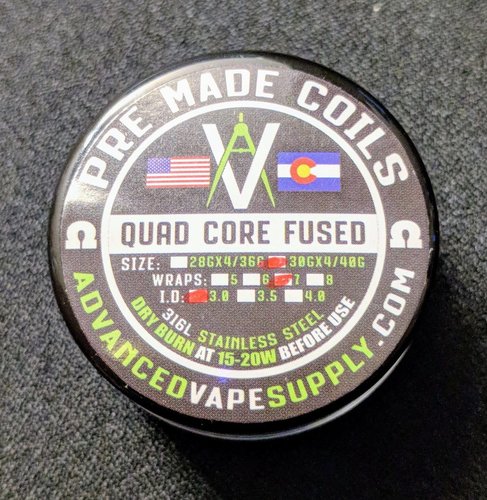 PRE MADE COILS
VA
QUAD CORE FUSED
SIZE: 28GX4/36G 30GX4/40G
WRAPS: 5 6 7 8
I.D: 3.0 3.5 4.0
316L STAINLESS STEEL
DRY BURN AT 15-20W BEFORE USE
Ω Ω
ADVANCEDVAPESUPPLY.COM